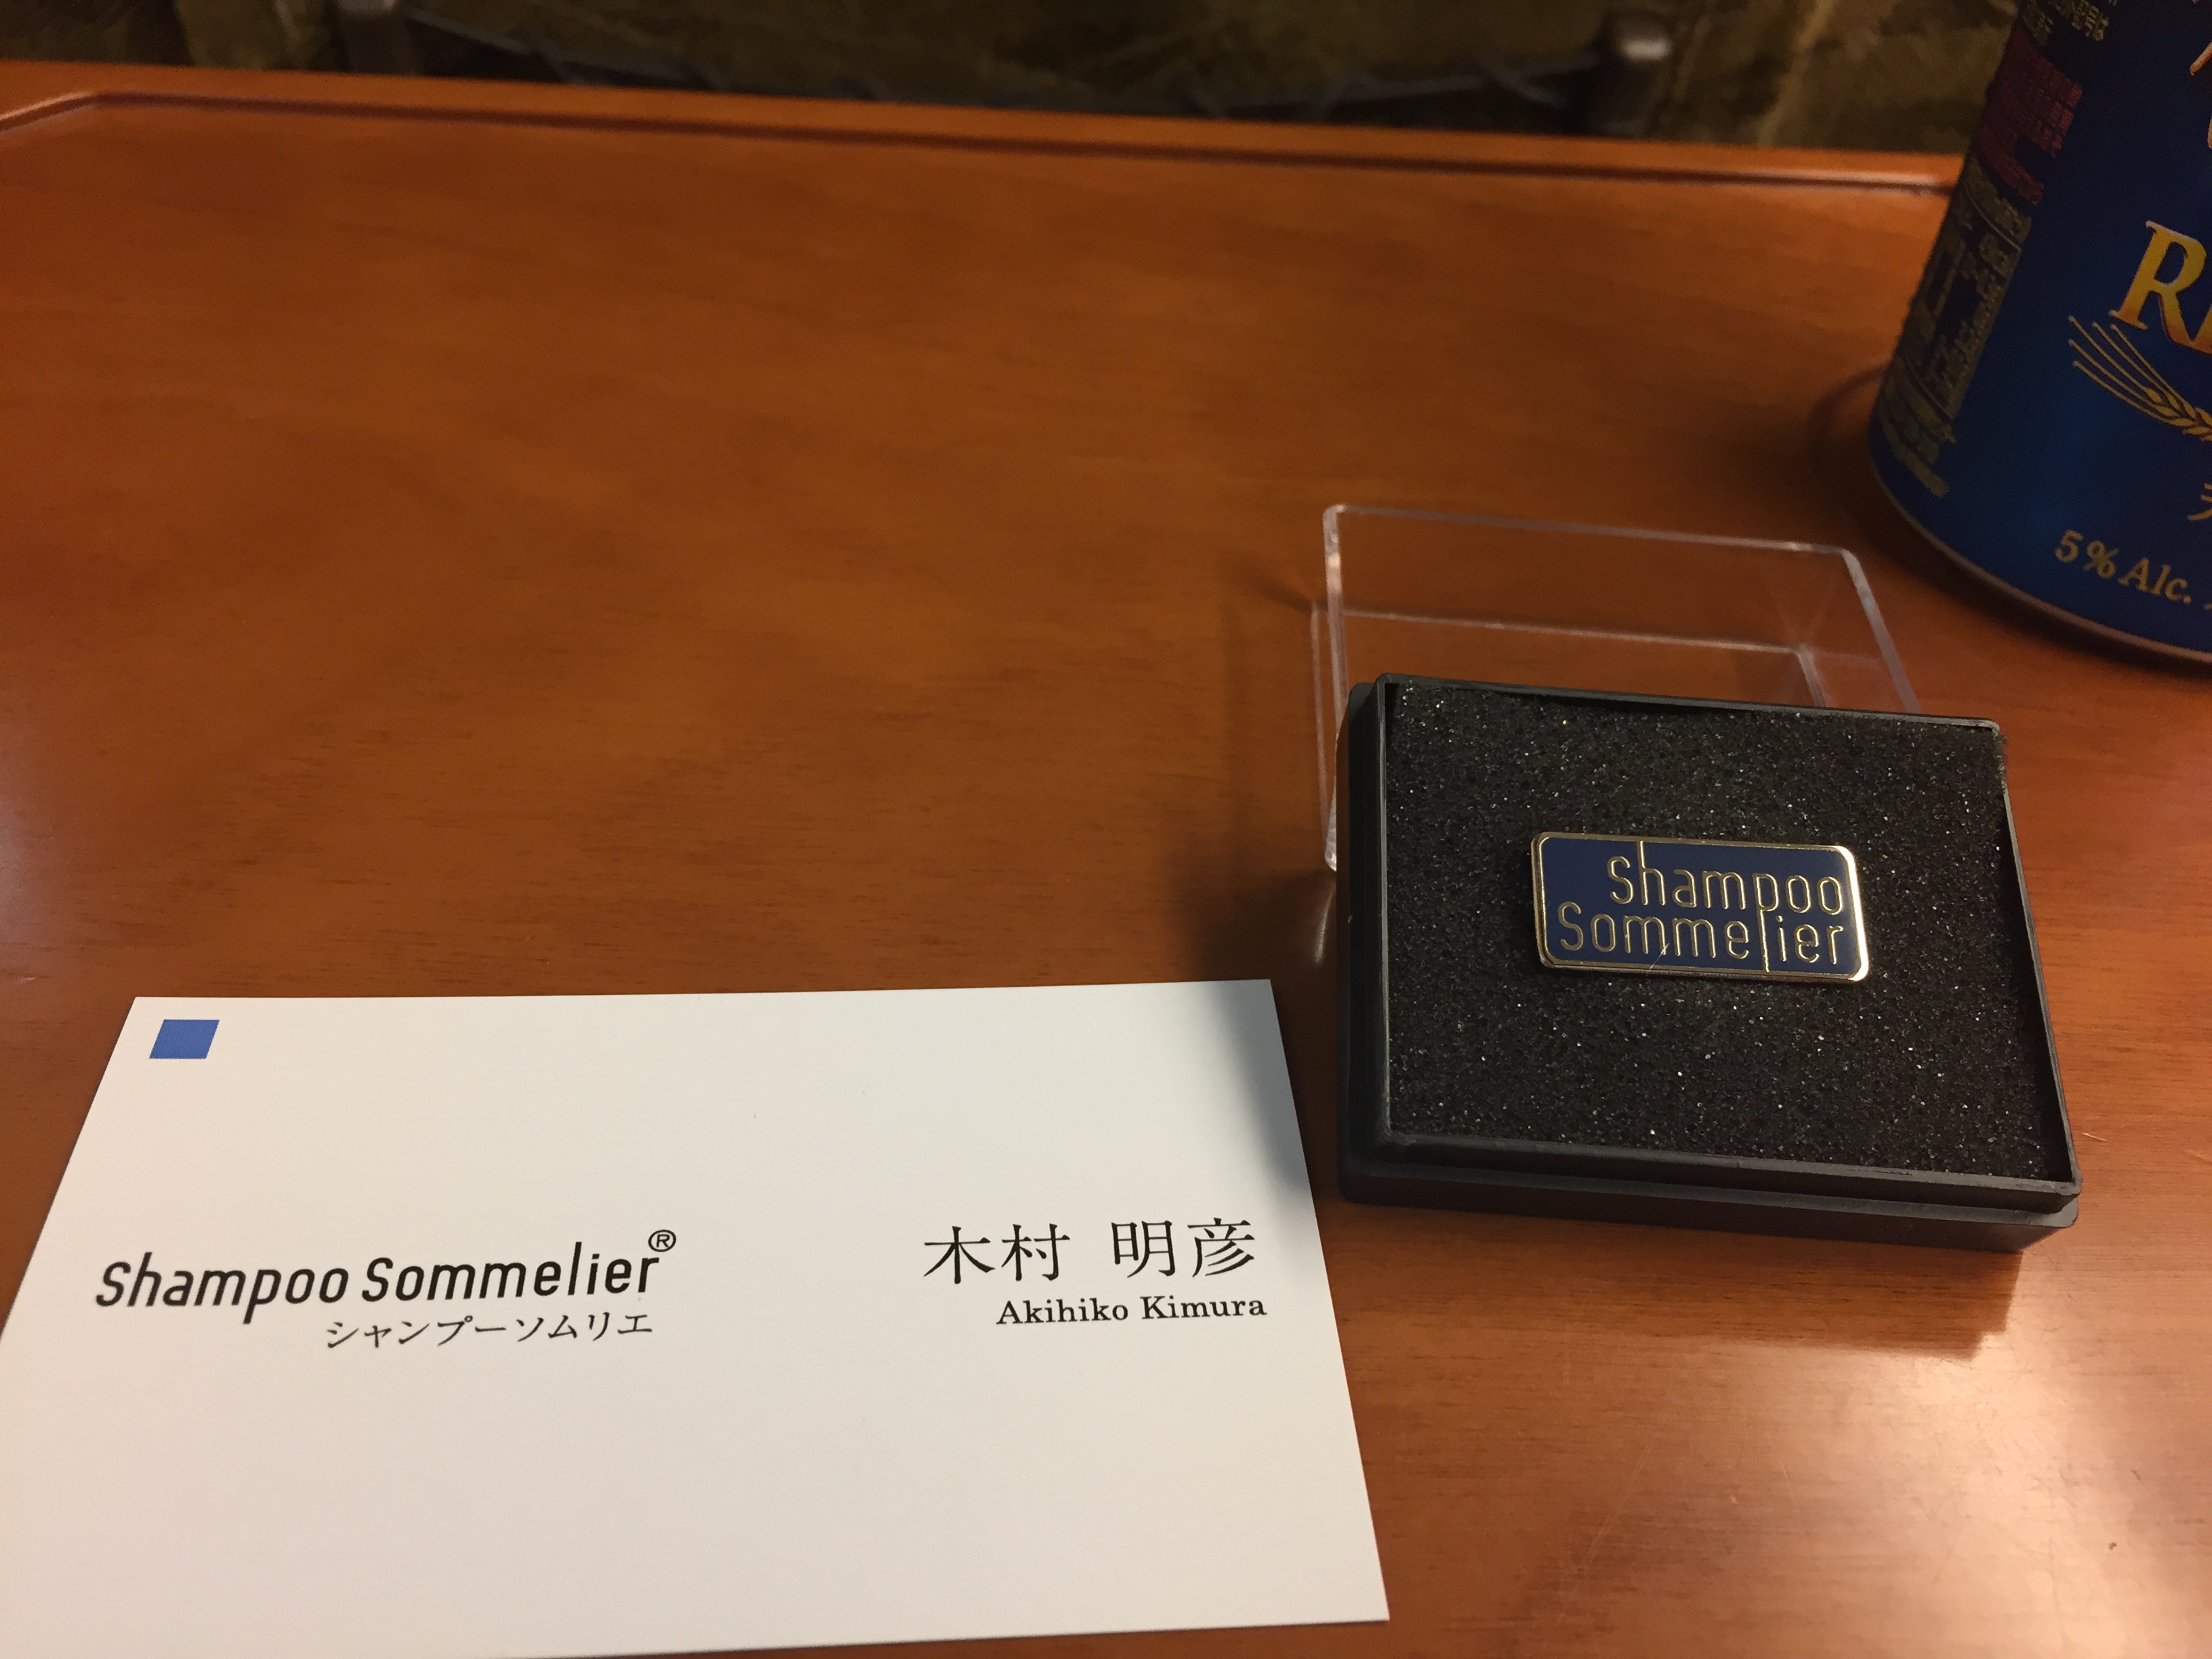 5% Alc.
Shampoo
Sommelier
Shampoo Sommelier®
シャンプーソムリエ
木村 明彦
Akihiko Kimura